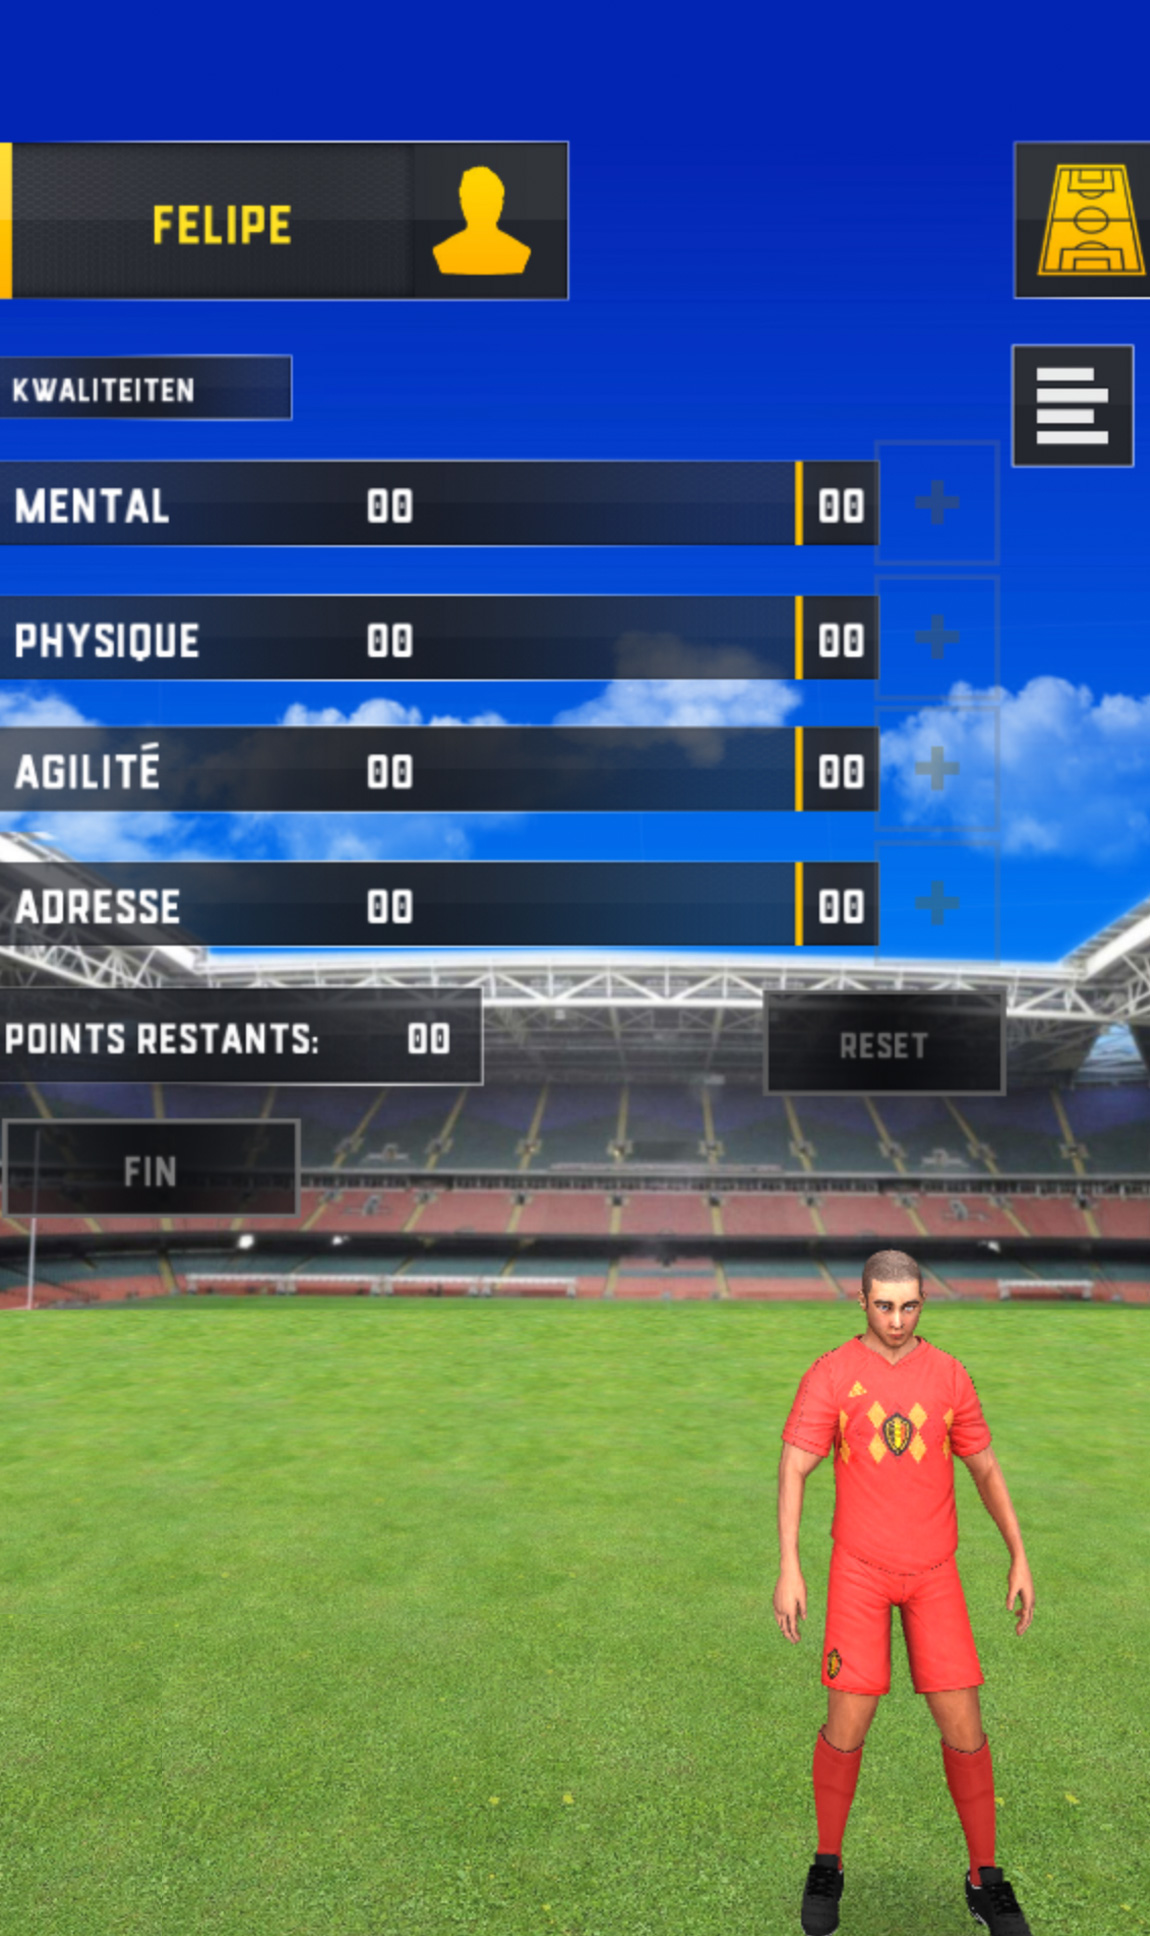 FELIPE
KWALITEITEN
MENTAL 00 00
PHYSIQUE 00 00
AGILITÉ 00 00
ADRESSE 00 00
POINTS RESTANTS: 00
RESET
FIN